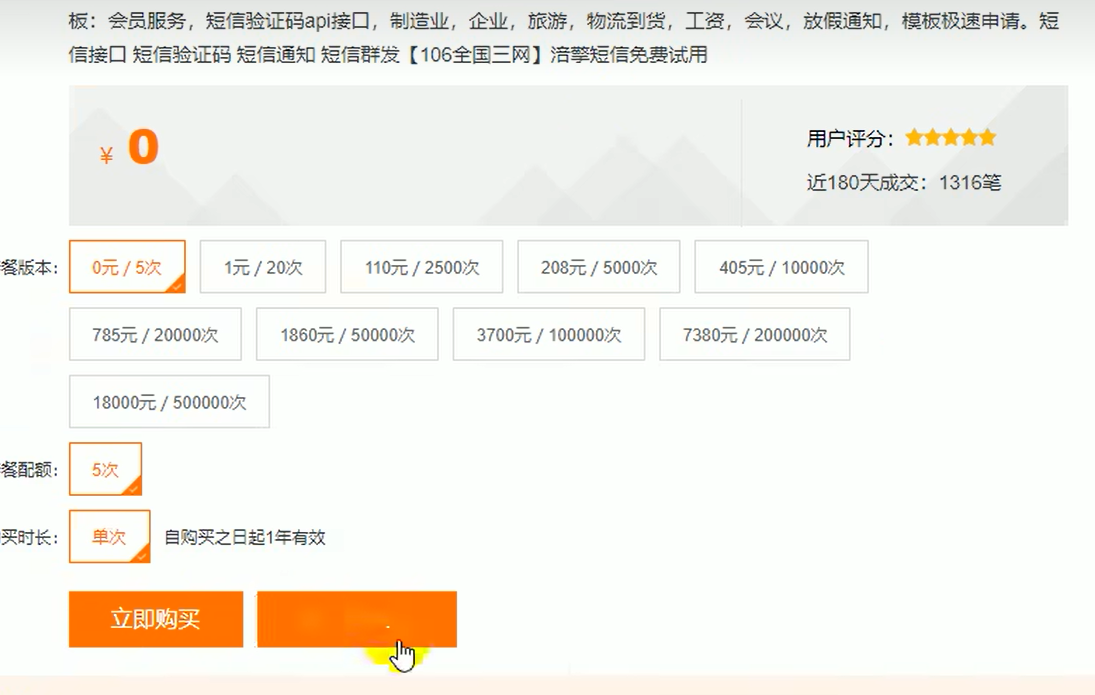 板：会员服务，短信验证码api接口，制造业，企业，旅游，物流到货，工资，会议，放假通知，模板极速申请。短
信接口 短信验证码 短信通知 短信群发【106全国三网】涪擎短信免费试用
¥ 0
用户评分：
近180天成交：1316笔
餐版本：
0元 / 5次
1元 / 20次
110元 / 2500次
208元 / 5000次
405元 / 10000次
785元 / 20000次
1860元 / 50000次
3700元 / 100000次
7380元 / 200000次
18000元 / 500000次
餐配额：
5次
买时长：
单次
自购买之日起1年有效
立即购买